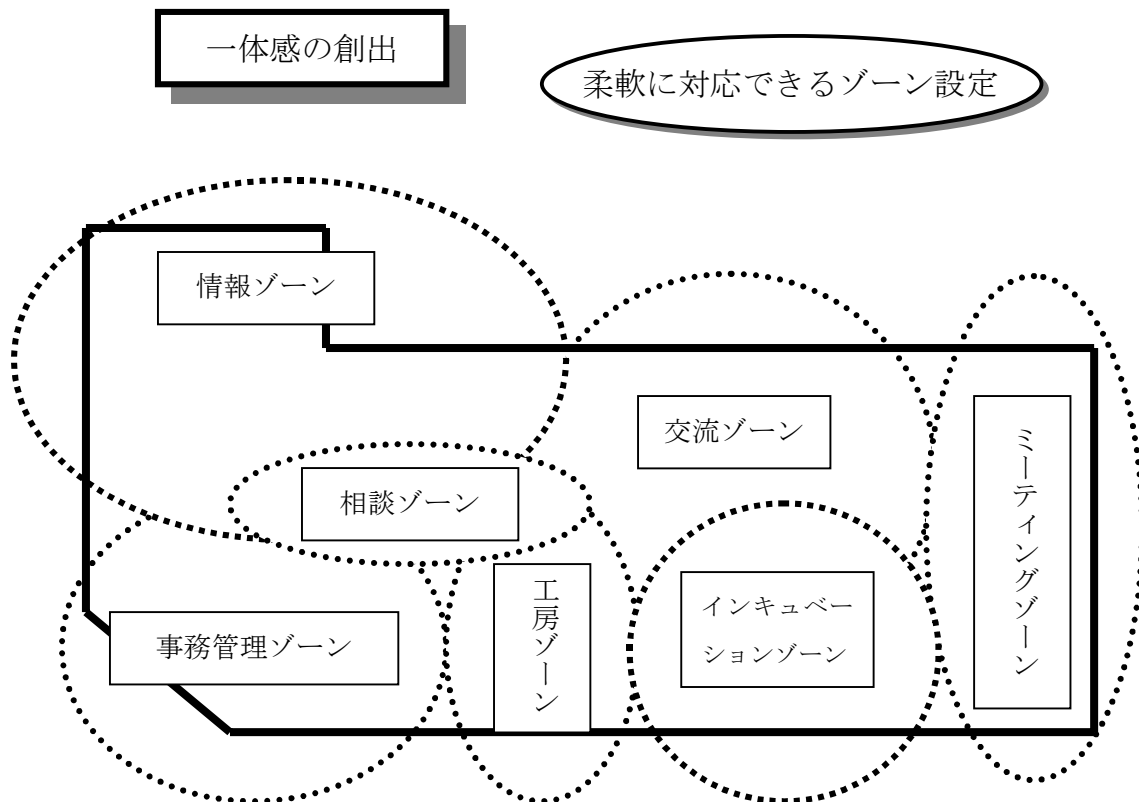 一体感の創出
柔軟に対応できるゾーン設定
情報ゾーン
交流ゾーン
ミーティングゾーン
相談ゾーン
工房ゾーン
インキュベー
ションゾーン
事務管理ゾーン